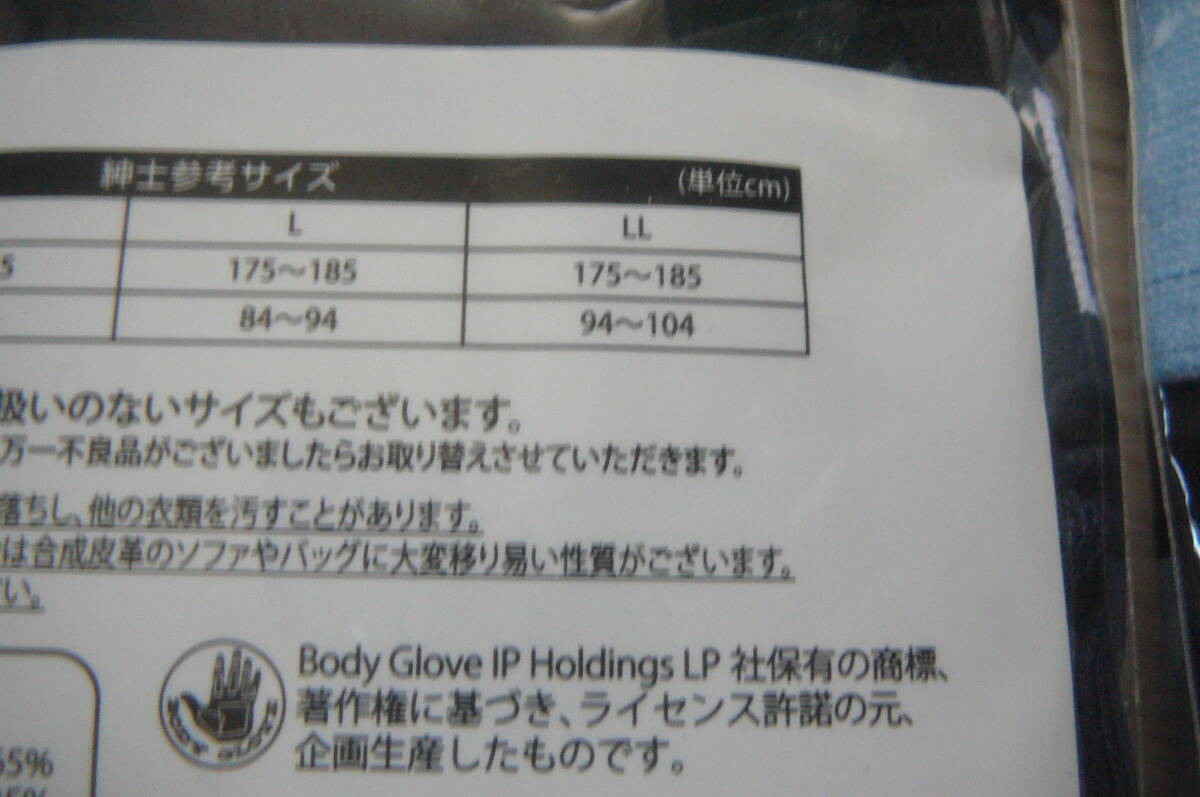 紳士参考サイズ (単位cm)
L LL
5 175～185 175～185
84～94 94～104
扱いのないサイズもございます。
万一不良品がございましたらお取り替えさせていただきます。
落ちし、他の衣類を汚すことがあります。
は合成皮革のソファやバッグに大変移り易い性質がございます。
い。
Body Glove IP Holdings LP 社保有の商標、
著作権に基づき、ライセンス許諾の元、
企画生産したものです。
BODY GLOVE
55%